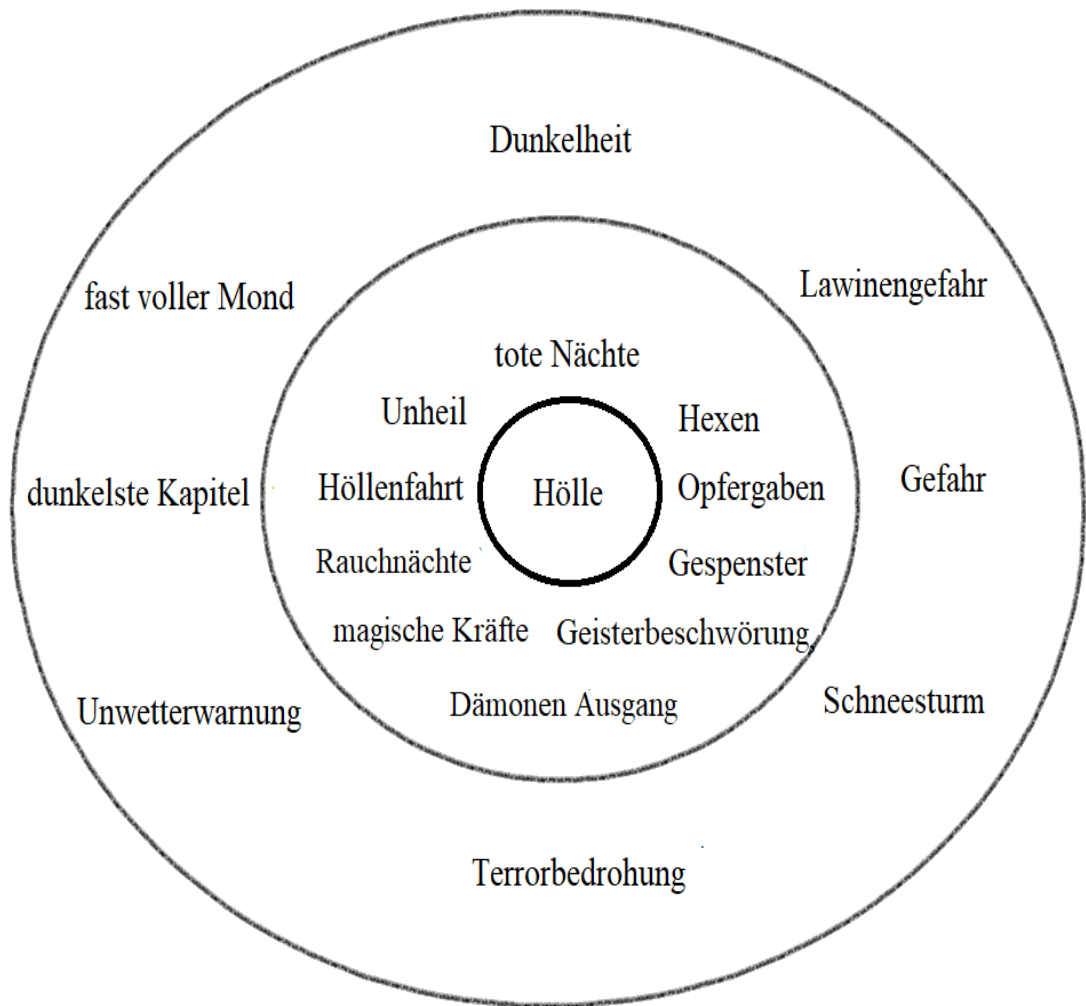 Dunkelheit
fast voller Mond
Lawinengefahr
tote Nächte
Unheil
Hexen
dunkelste Kapitel
Höllenfahrt
Hölle
Opfergaben
Gefahr
Rauchnächte
Gespenster
magische Kräfte
Geisterbeschwörung,
Dämonen Ausgang
Unwetterwarnung
Schneesturm
Terrorbedrohung